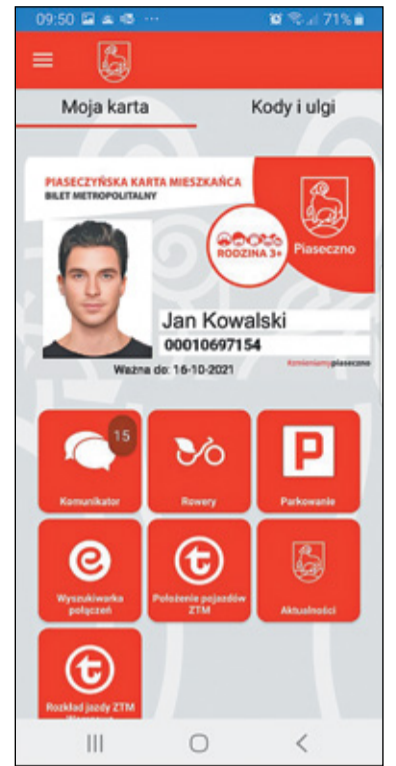 09:50
71%
Moja karta
Kody i ulgi
PIASECZYŃSKA KARTA MIESZKAŃCA
BILET METROPOLITALNY
RODZINA 3+
Piaseczno
Jan Kowalski
00010697154
#zmieniamypiaseczno
Ważna do: 16-10-2021
15
Komunikator
Rowery
P
Parkowanie
Wyszukiwarka
połączeń
Położenie pojazdów
ZTM
Aktualności
Rozkład jazdy ZTM
Warszawa